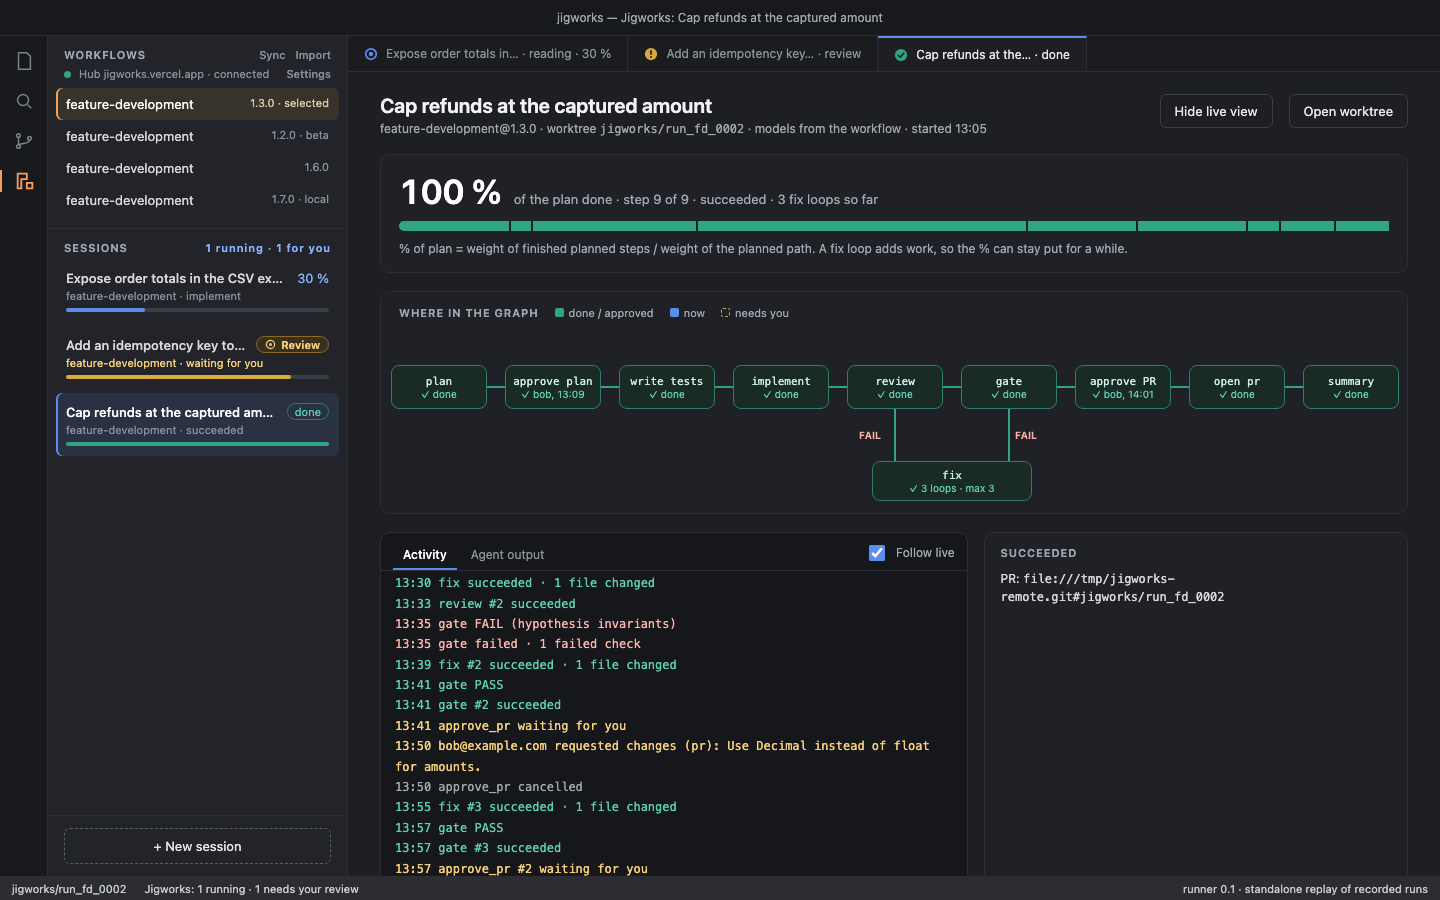 jigworks — Jigworks: Cap refunds at the captured amount
WORKFLOWS
Sync Import
Hub jigworks.vercel.app · connected Settings
feature-development 1.3.0 · selected
feature-development 1.2.0 · beta
feature-development 1.6.0
feature-development 1.7.0 · local
SESSIONS 1 running · 1 for you
Expose order totals in the CSV ex... 30 %
feature-development · implement
Add an idempotency key to... Review
feature-development · waiting for you
Cap refunds at the captured am... done
feature-development · succeeded
+ New session
Expose order totals in... · reading · 30 %
Add an idempotency key... · review
Cap refunds at the... · done
Cap refunds at the captured amount
feature-development@1.3.0 · worktree jigworks/run_fd_0002 · models from the workflow · started 13:05
Hide live view
Open worktree
100 % of the plan done · step 9 of 9 · succeeded · 3 fix loops so far
% of plan = weight of finished planned steps / weight of the planned path. A fix loop adds work, so the % can stay put for a while.
WHERE IN THE GRAPH done / approved now needs you
plan
✓ done
approve plan
✓ bob, 13:09
write tests
✓ done
implement
✓ done
review
✓ done
gate
✓ done
approve PR
✓ bob, 14:01
open pr
✓ done
summary
✓ done
FAIL
FAIL
fix
✓ 3 loops · max 3
Activity Agent output Follow live
13:30 fix succeeded · 1 file changed
13:33 review #2 succeeded
13:35 gate FAIL (hypothesis invariants)
13:35 gate failed · 1 failed check
13:39 fix #2 succeeded · 1 file changed
13:41 gate PASS
13:41 gate #2 succeeded
13:41 approve_pr waiting for you
13:50 bob@example.com requested changes (pr): Use Decimal instead of float
for amounts.
13:50 approve_pr cancelled
13:55 fix #3 succeeded · 1 file changed
13:57 gate PASS
13:57 gate #3 succeeded
13:57 approve_pr #2 waiting for you
SUCCEEDED
PR: file:///tmp/jigworks-
remote.git#jigworks/run_fd_0002
jigworks/run_fd_0002 Jigworks: 1 running · 1 needs your review
runner 0.1 · standalone replay of recorded runs